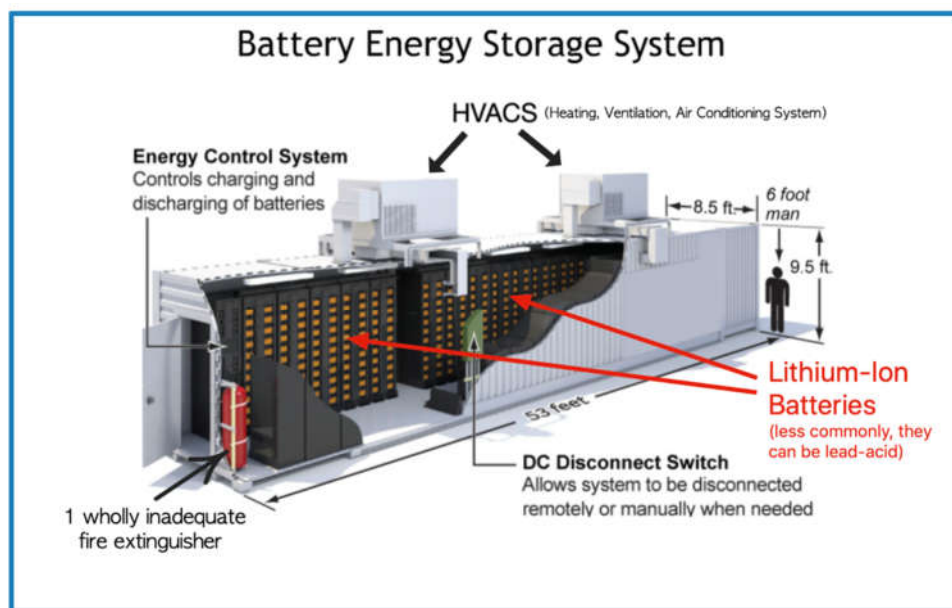 Battery Energy Storage System
HVACS (Heating, Ventilation, Air Conditioning System)
Energy Control System
Controls charging and
discharging of batteries
8.5 ft.
6 foot
man
9.5 ft.
Lithium-Ion
Batteries
(less commonly, they
can be lead-acid)
53 feet
DC Disconnect Switch
Allows system to be disconnected
remotely or manually when needed
1 wholly inadequate
fire extinguisher